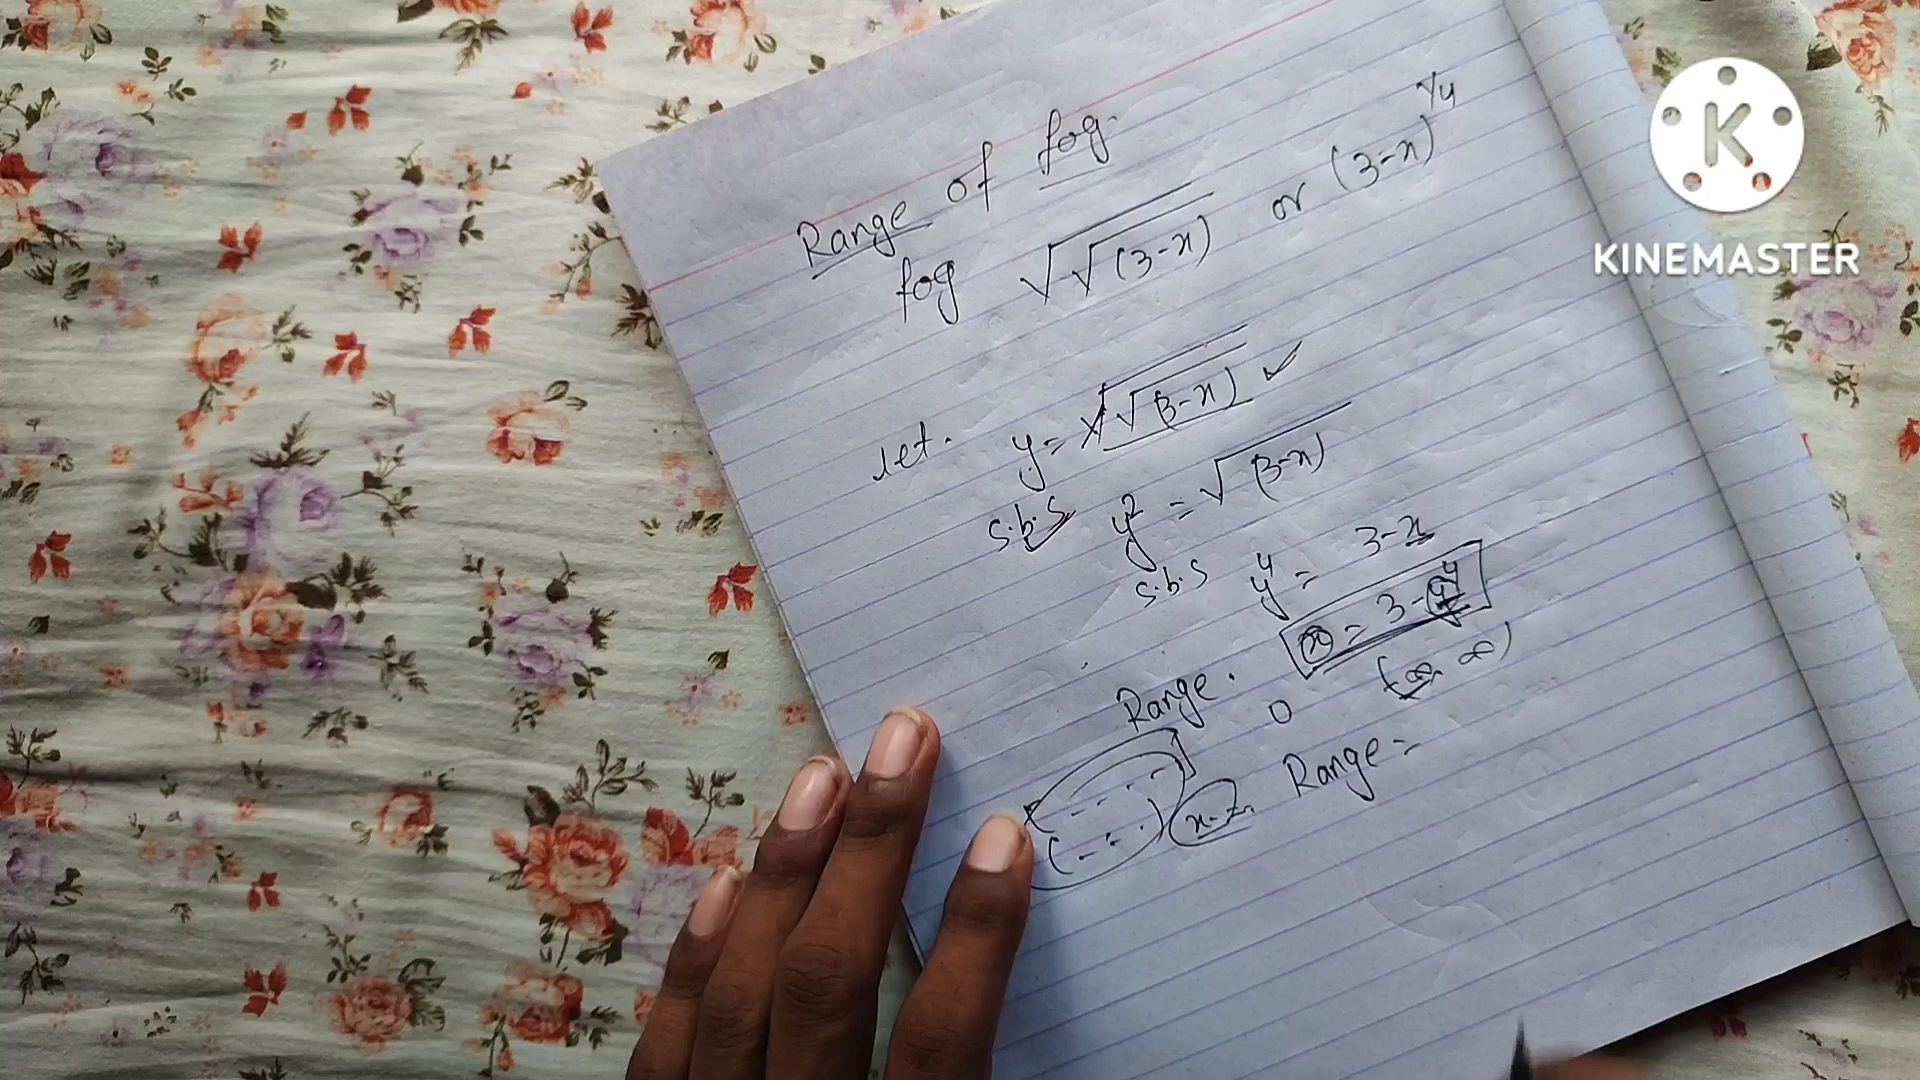 Range of fog.
fog √√(3-x) or (3-x)^1/4
let. y = √√(3-x) ✓
s.b.s y² = √(3-x)
s.b.s y⁴ = 3-x
x = 3-y⁴
Range. 0 ∞)
Range =
K
KINEMASTER